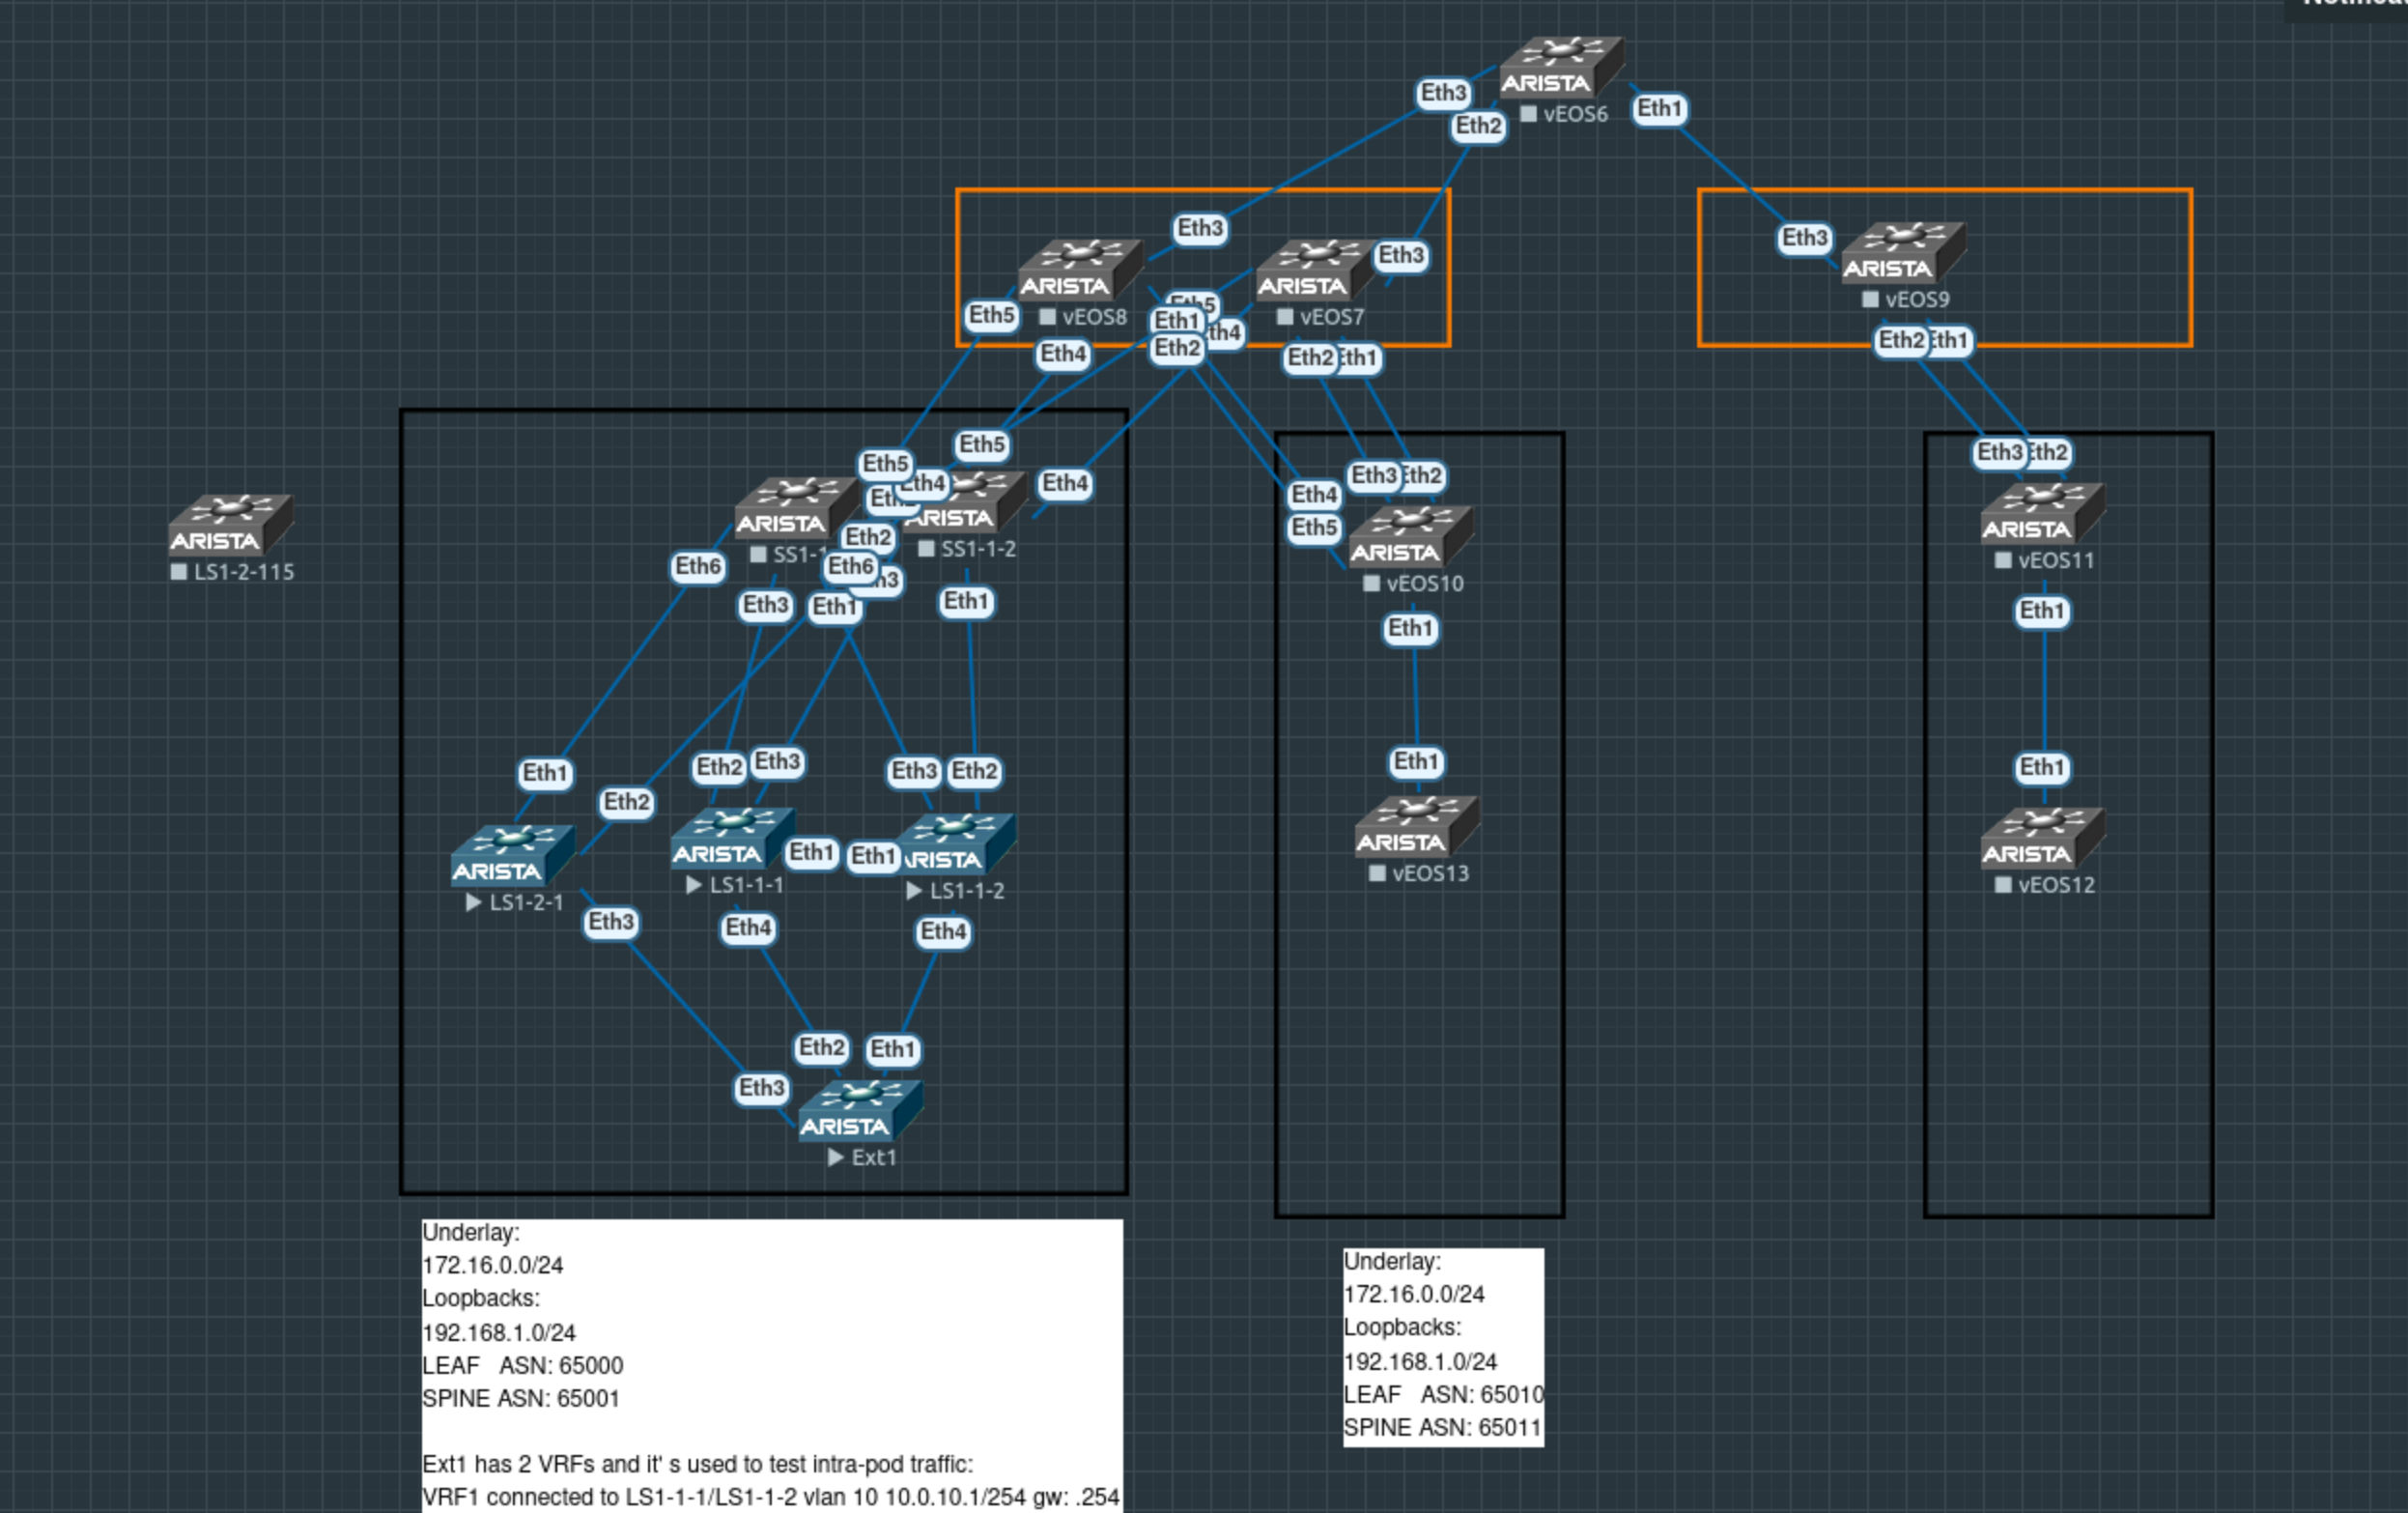 Eth3
ARISTA
vEOS6
Eth1
Eth2
Eth3
Eth3
Eth3
ARISTA
vEOS8
ARISTA
vEOS7
ARISTA
vEOS9
Eth5
Eth5
Eth1
Eth4
Eth2
Eth4
Eth2
Eth1
Eth2
Eth1
Eth5
Eth5
Eth4
Eth4
Eth3
Eth2
Eth4
Eth5
Eth3
Eth2
ARISTA
LS1-2-115
ARISTA
SS1-1
ARISTA
SS1-1-2
ARISTA
vEOS10
ARISTA
vEOS11
Eth2
Eth6
Eth6
Eth3
Eth1
Eth1
Eth1
Eth1
Eth1
Eth2
Eth2
Eth3
Eth3
Eth2
Eth1
Eth1
ARISTA
LS1-2-1
ARISTA
LS1-1-1
Eth1
Eth1
ARISTA
LS1-1-2
ARISTA
vEOS13
ARISTA
vEOS12
Eth3
Eth4
Eth4
Eth2
Eth1
Eth3
ARISTA
Ext1
Underlay:
172.16.0.0/24
Loopbacks:
192.168.1.0/24
LEAF ASN: 65000
SPINE ASN: 65001
Ext1 has 2 VRFs and it' s used to test intra-pod traffic:
VRF1 connected to LS1-1-1/LS1-1-2 vlan 10 10.0.10.1/254 gw: .254
Underlay:
172.16.0.0/24
Loopbacks:
192.168.1.0/24
LEAF ASN: 65010
SPINE ASN: 65011